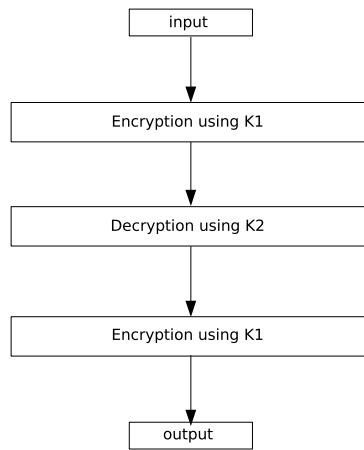 input
Encryption using K1
Decryption using K2
Encryption using K1
output